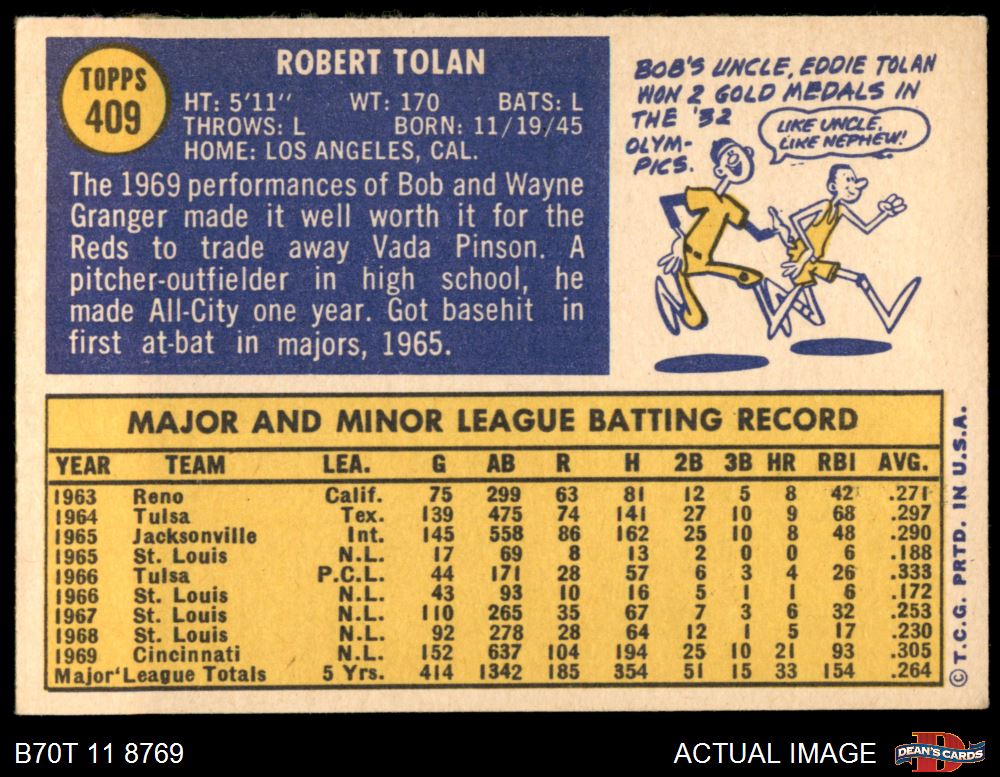 TOPPS
409
ROBERT TOLAN
HT: 5'11" WT: 170 BATS: L
THROWS: L BORN: 11/19/45
HOME: LOS ANGELES, CAL.
The 1969 performances of Bob and Wayne
Granger made it well worth it for the
Reds to trade away Vada Pinson. A
pitcher-outfielder in high school, he
made All-City one year. Got basehit in
first at-bat in majors, 1965.
BOB'S UNCLE, EDDIE TOLAN
WON 2 GOLD MEDALS IN
THE '32
OLYM-
PICS.
LIKE UNCLE,
LIKE NEPHEW!
MAJOR AND MINOR LEAGUE BATTING RECORD
YEAR TEAM LEA. G AB R H 2B 3B HR RBI AVG.
1963 Reno Calif. 75 299 63 81 12 5 8 42 .271
1964 Tulsa Tex. 139 475 74 141 27 10 9 68 .297
1965 Jacksonville Int. 145 558 86 162 25 10 8 48 .290
1965 St. Louis N.L. 17 69 8 13 2 0 0 6 .188
1966 Tulsa P.C.L. 44 171 28 57 6 3 4 26 .333
1966 St. Louis N.L. 43 93 10 16 5 1 1 6 .172
1967 St. Louis N.L. 110 265 35 67 7 3 6 32 .253
1968 St. Louis N.L. 92 278 28 64 12 1 5 17 .230
1969 Cincinnati N.L. 152 637 104 194 25 10 21 93 .305
Major League Totals 5 Yrs. 414 1342 185 354 51 15 33 154 .264
© T.C.G. PRTD. IN U.S.A.
B70T 11 8769
ACTUAL IMAGE
DEAN'S CARDS